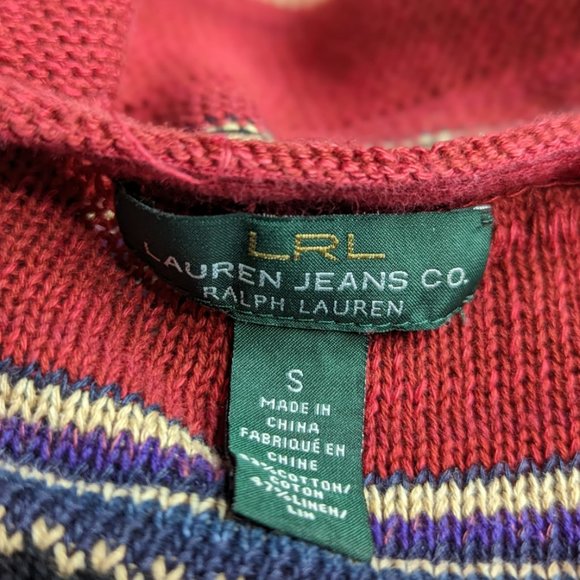 LRL
LAUREN JEANS CO.
RALPH LAUREN
S
MADE IN
CHINA
FABRIQUÉ EN
CHINE
COTTON/
COTON
47%LINEN/
LIN